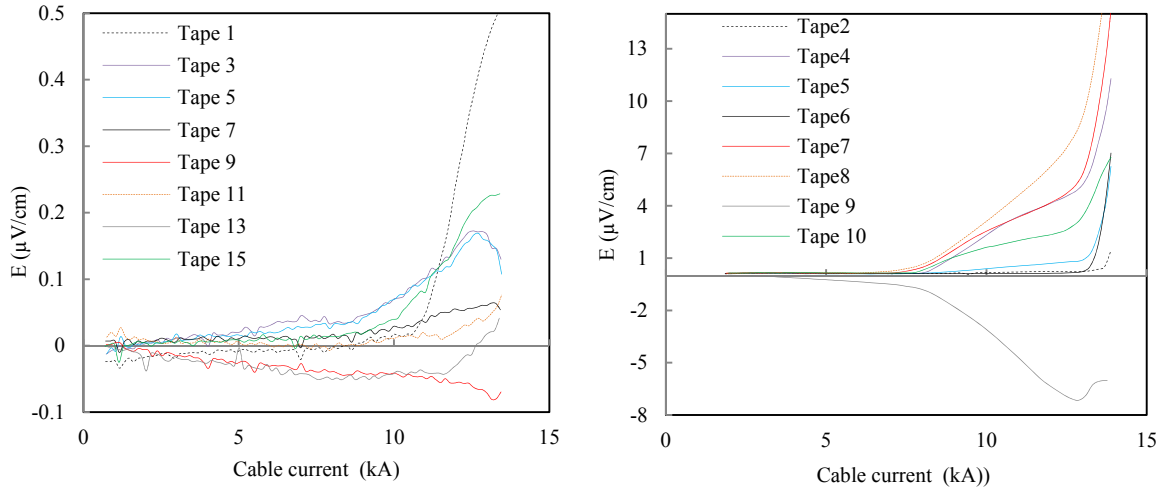 0.5
0.4
0.3
0.2
0.1
0
-0.1
E (µV/cm)
Tape 1
Tape 3
Tape 5
Tape 7
Tape 9
Tape 11
Tape 13
Tape 15
0
5
10
15
Cable current (kA)
13
10
7
4
1
-2
-5
-8
E (µV/cm)
Tape2
Tape4
Tape5
Tape6
Tape7
Tape8
Tape 9
Tape 10
0
5
10
15
Cable current (kA))